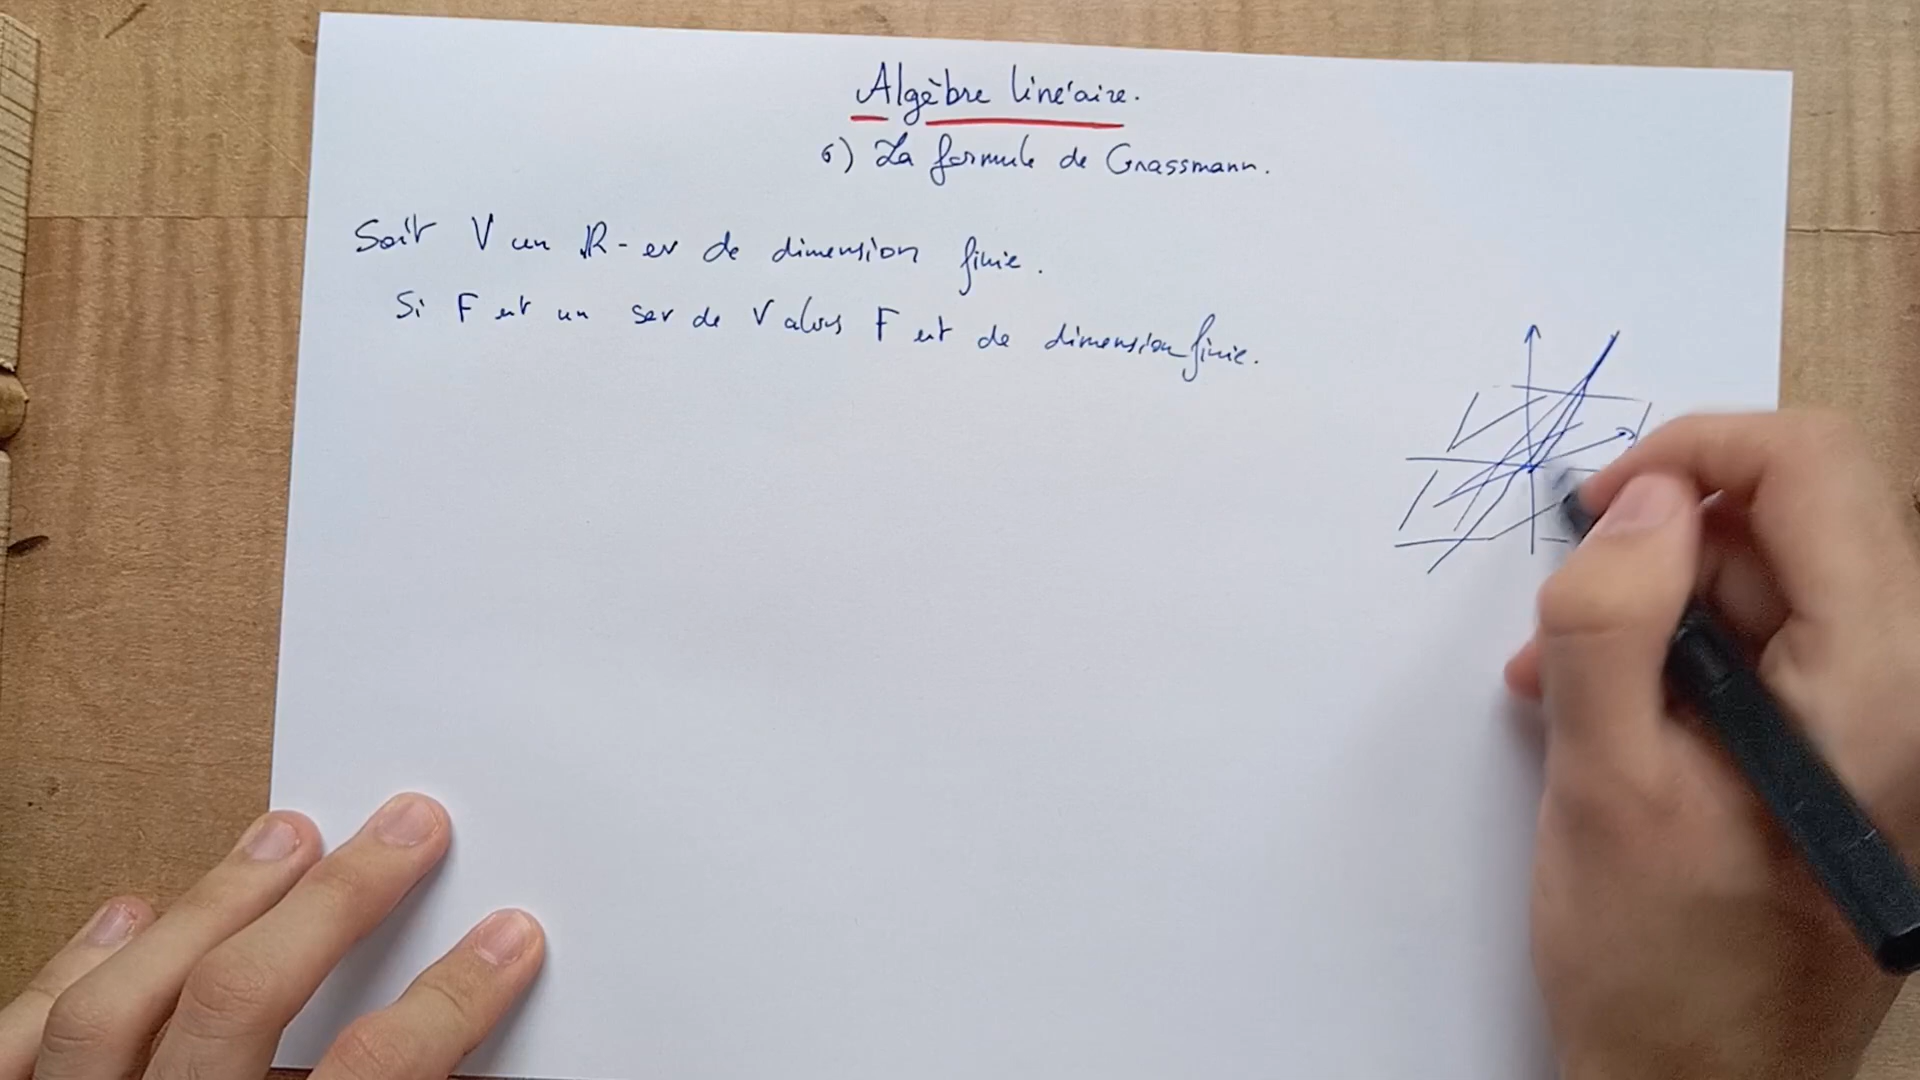 Algèbre linéaire.
6) La formule de Grassmann.
Soit V un ℝ-ev de dimension finie.
Si F est un sev de V alors F est de dimension finie.